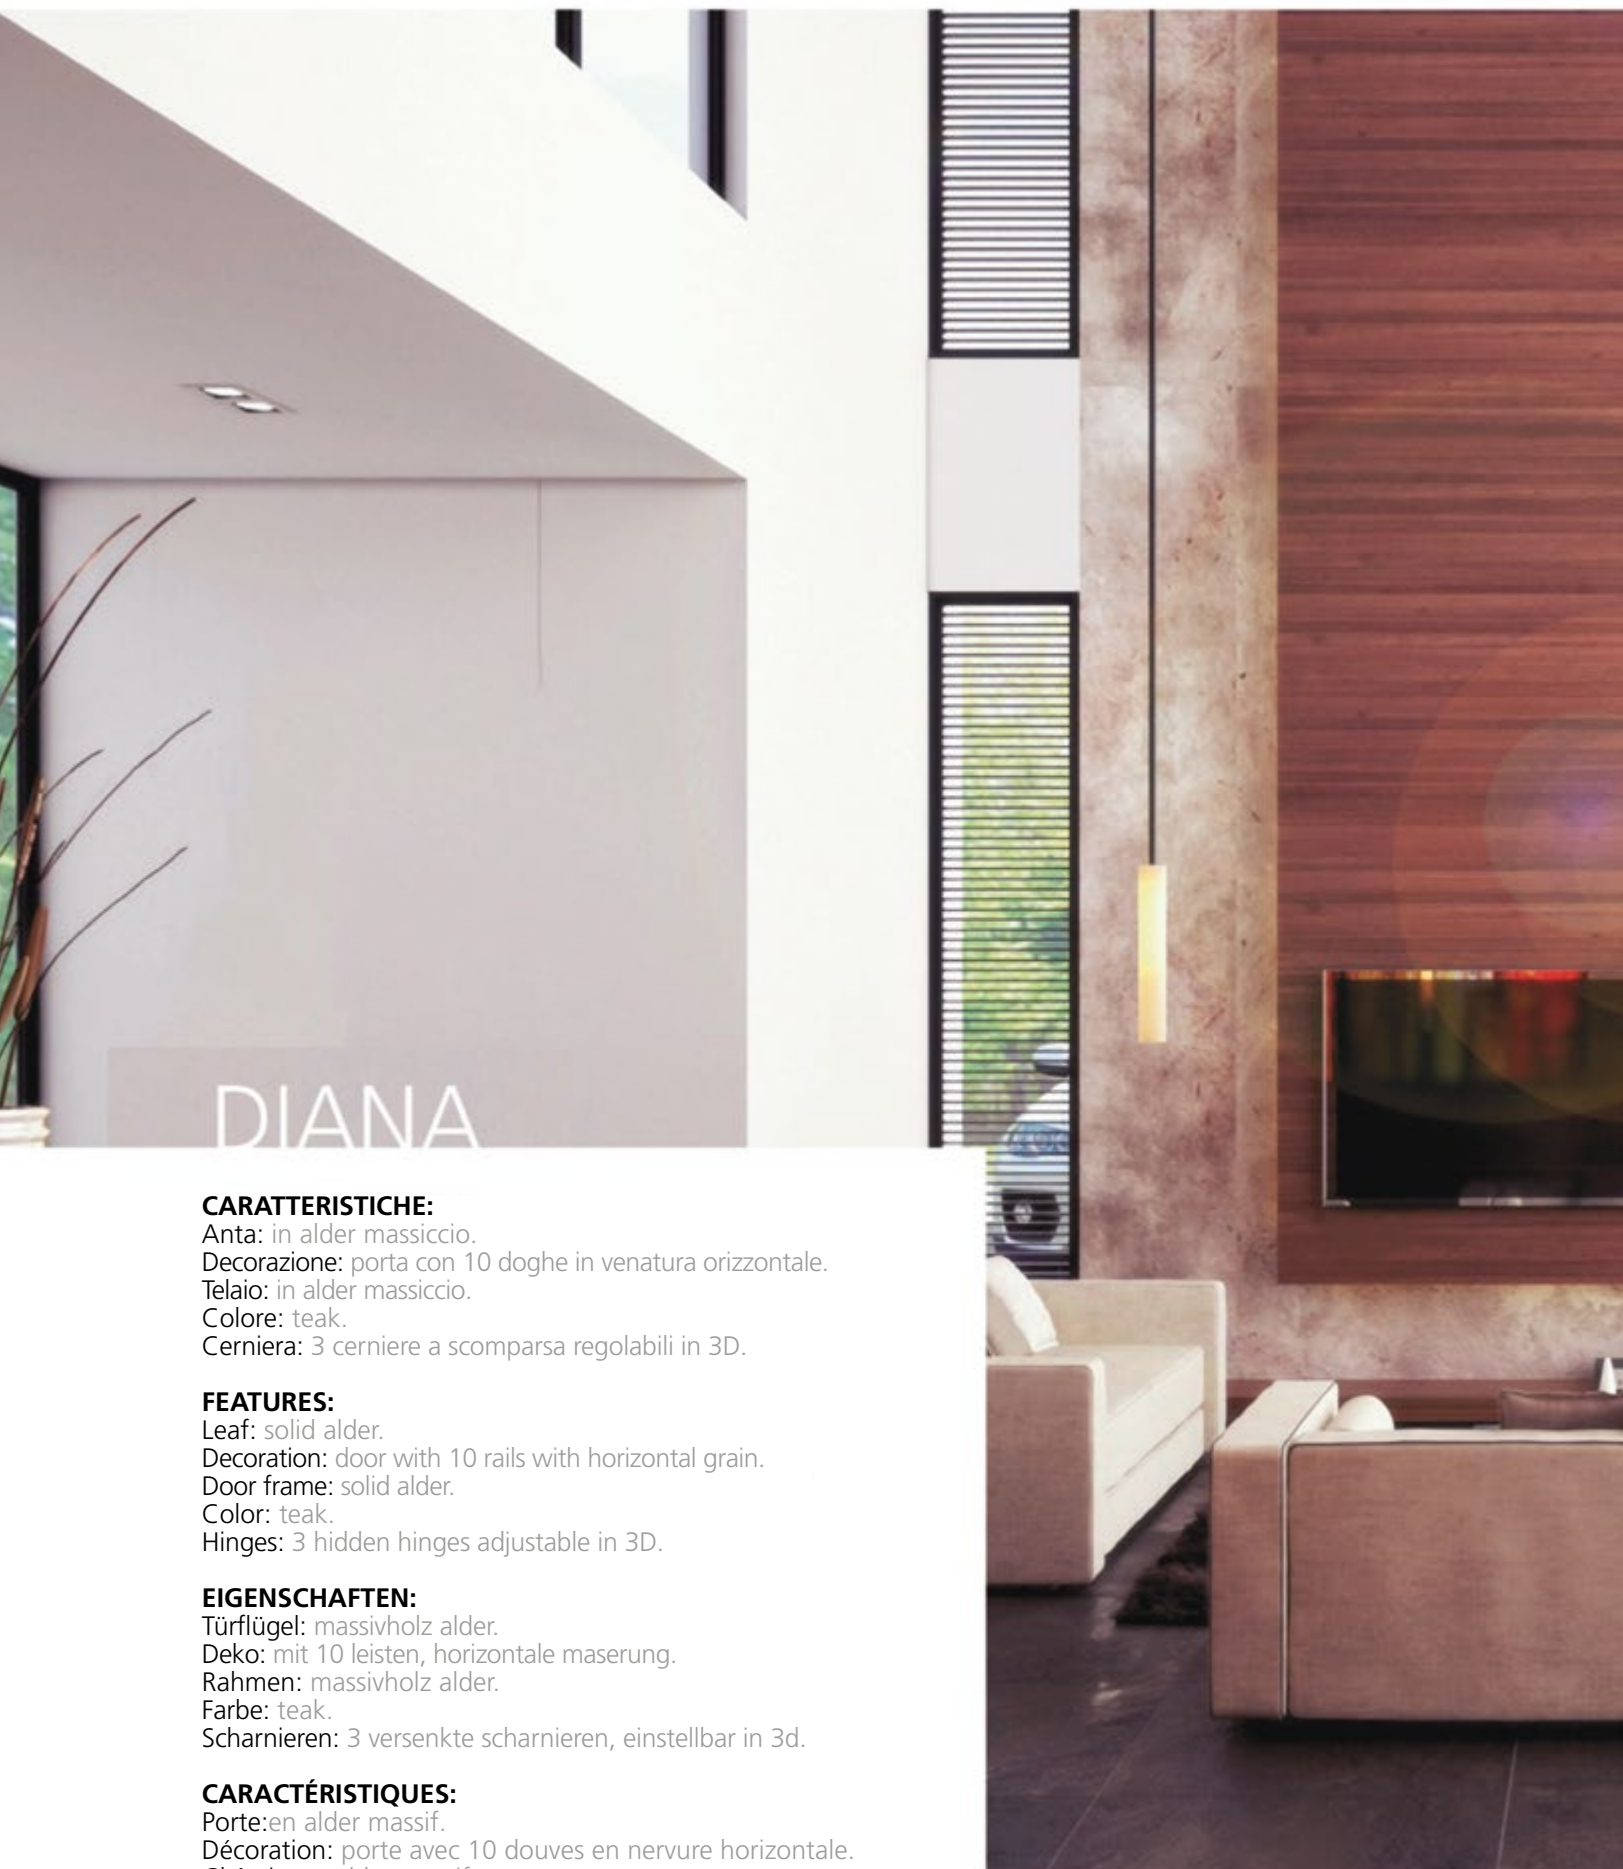 DIANA
CARATTERISTICHE:
Anta: in alder massiccio.
Decorazione: porta con 10 doghe in venatura orizzontale.
Telaio: in alder massiccio.
Colore: teak.
Cerniera: 3 cerniere a scomparsa regolabili in 3D.
FEATURES:
Leaf: solid alder.
Decoration: door with 10 rails with horizontal grain.
Door frame: solid alder.
Color: teak.
Hinges: 3 hidden hinges adjustable in 3D.
EIGENSCHAFTEN:
Türflügel: massivholz alder.
Deko: mit 10 leisten, horizontale maserung.
Rahmen: massivholz alder.
Farbe: teak.
Scharnieren: 3 versenkte scharnieren, einstellbar in 3d.
CARACTÉRISTIQUES:
Porte:en alder massif.
Décoration: porte avec 10 douves en nervure horizontale.